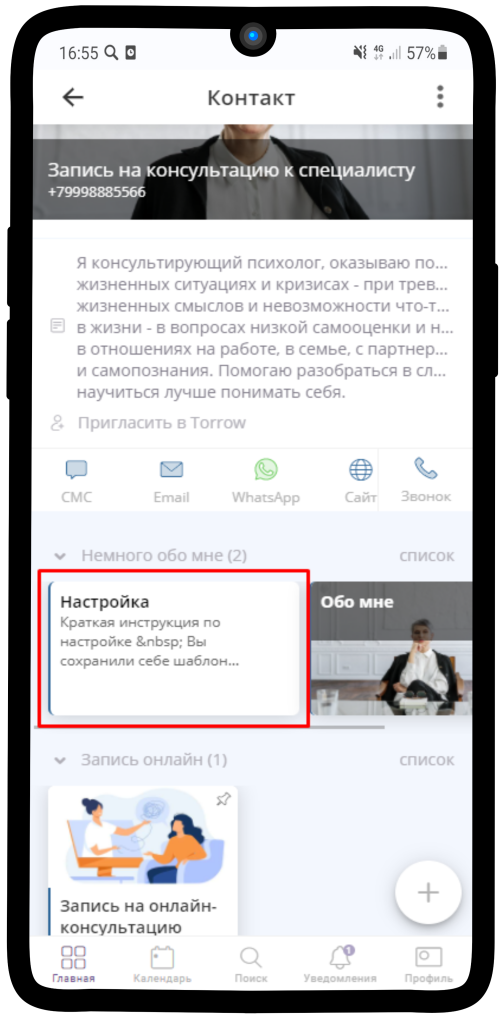 16:55 4G 57%
Контакт
Запись на консультацию к специалисту
+79998885566
Я консультирующий психолог, оказываю по...
жизненных ситуациях и кризисах - при трев...
жизненных смыслов и невозможности что-т...
в жизни - в вопросах низкой самооценки и н...
в отношениях на работе, в семье, с партнер...
и самопознания. Помогаю разобраться в сл...
научиться лучше понимать себя.
Пригласить в Torrow
СМС Email WhatsApp Сайт Звонок
Немного обо мне (2) список
Настройка
Краткая инструкция по
настройке &nbsp; Вы
сохранили себе шаблон...
Обо мне
Запись онлайн (1) список
Запись на онлайн-
консультацию
Главная Календарь Поиск Уведомления Профиль